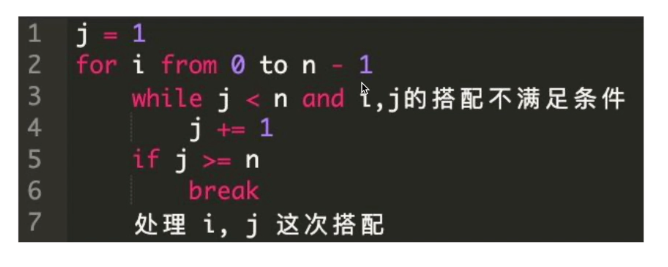 1 j = 1
2 for i from 0 to n - 1
3     while j < n and i,j的搭配不满足条件
4         j += 1
5     if j >= n
6         break
7     处理 i, j 这次搭配